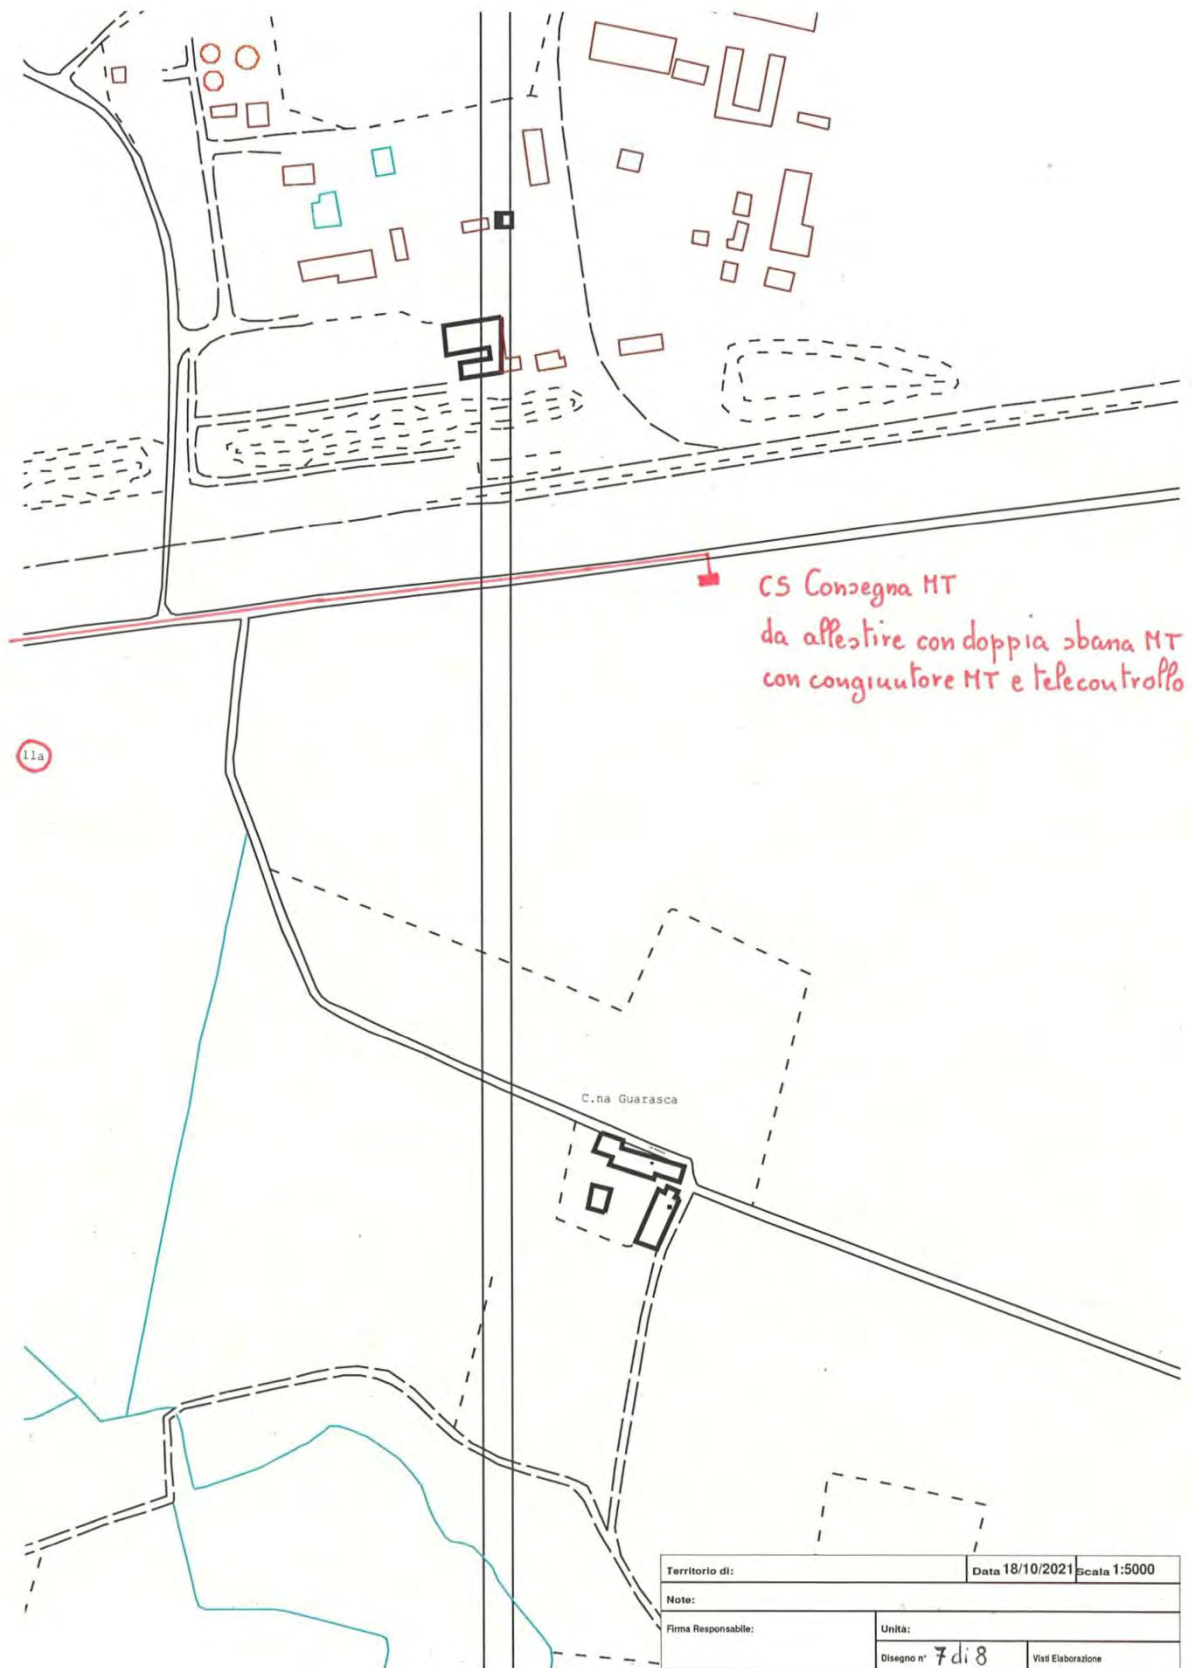 CS Consegna MT
da allestire con doppia sbarra MT
con congiuntore MT e telecontrollo
11a
C.na Guarasca
Territorio di:
Data 18/10/2021
Scala 1:5000
Note:
Firma Responsabile:
Unità:
Disegno n° 7 di 8
Visti Elaborazione